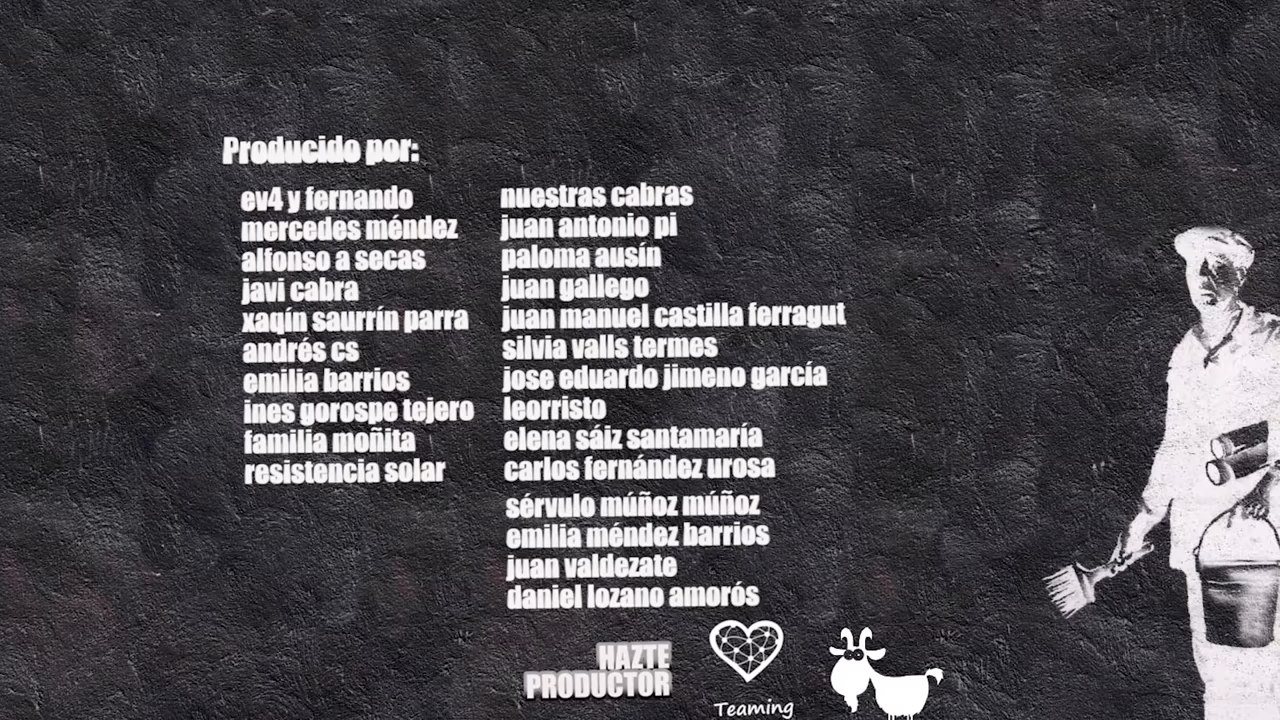 Producido por:
ev4 y fernando
mercedes méndez
alfonso a secas
javi cabra
xaqín saurrín parra
andrés cs
emilia barrios
ines gorospe tejero
familia moñita
resistencia solar
nuestras cabras
juan antonio pi
paloma ausín
juan gallego
juan manuel castilla ferragut
silvia valls termes
jose eduardo jimeno garcía
leorristo
elena sáiz santamaría
carlos fernández urosa
sérvulo múñoz múñoz
emilia méndez barrios
juan valdezate
daniel lozano amorós
HAZTE
PRODUCTOR
Teaming